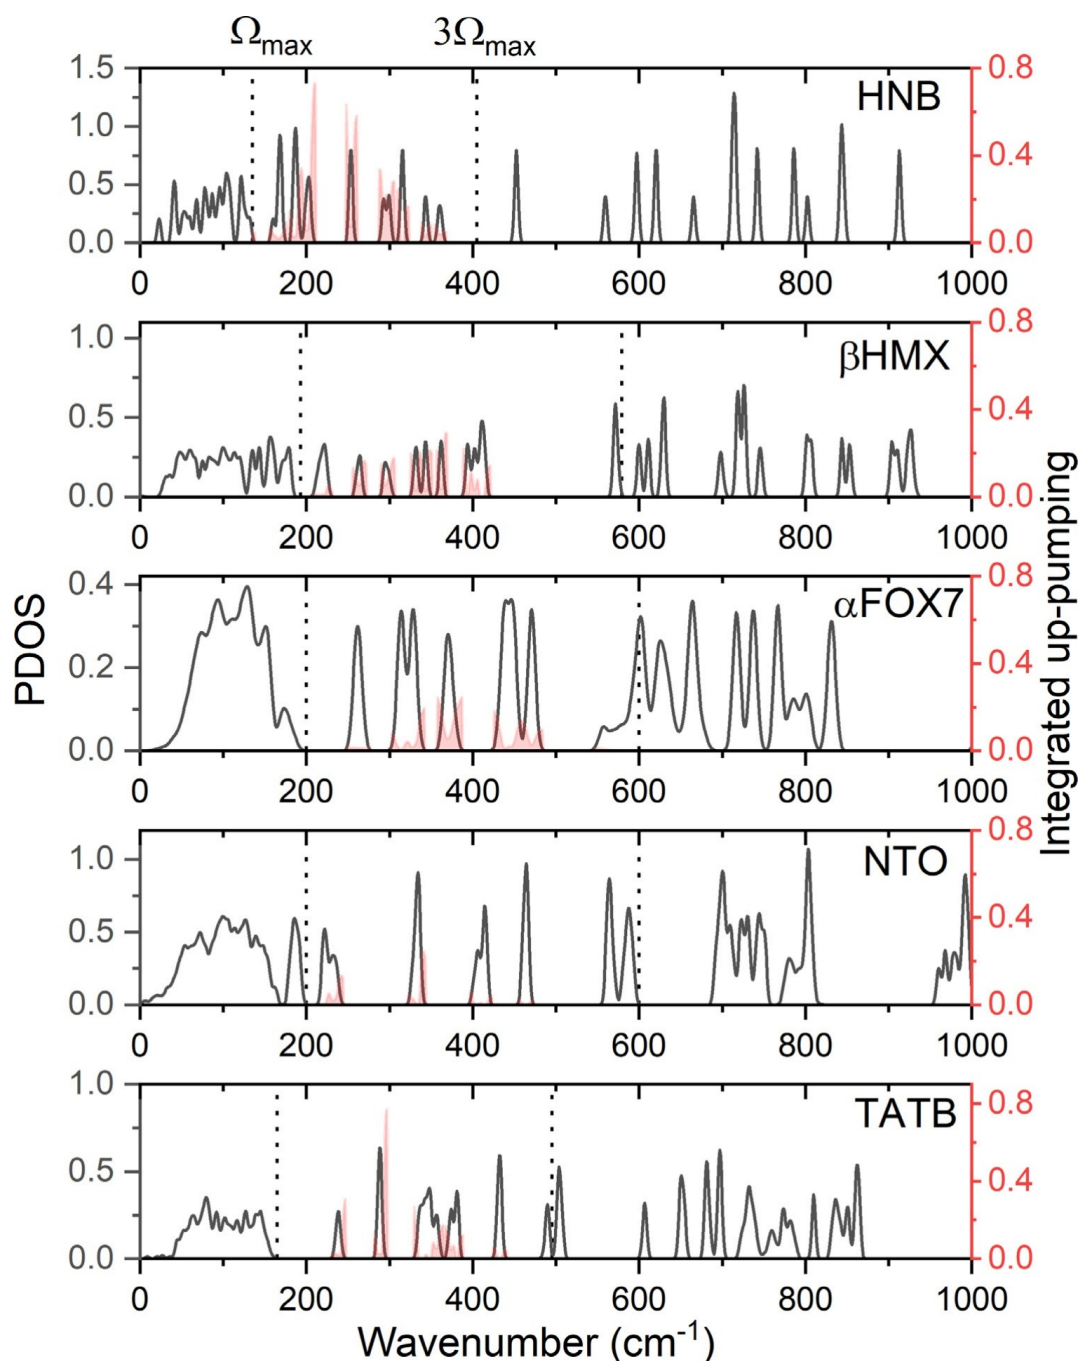 Ωmax 3Ωmax
1.5 0.8
HNB
1.0
0.4
0.5
0.0 0.0
0 200 400 600 800 1000
0.8
1.0
βHMX
0.4
0.5
0.0 0.0
0 200 400 600 800 1000
0.4 0.8
αFOX7
0.4
0.2
0.0 0.0
0 200 400 600 800 1000
0.8
1.0
NTO
0.4
0.5
0.0 0.0
0 200 400 600 800 1000
1.0
0.8
TATB
0.5
0.4
0.0 0.0
0 200 400 600 800 1000
PDOS
Integrated up-pumping
Wavenumber (cm⁻¹)